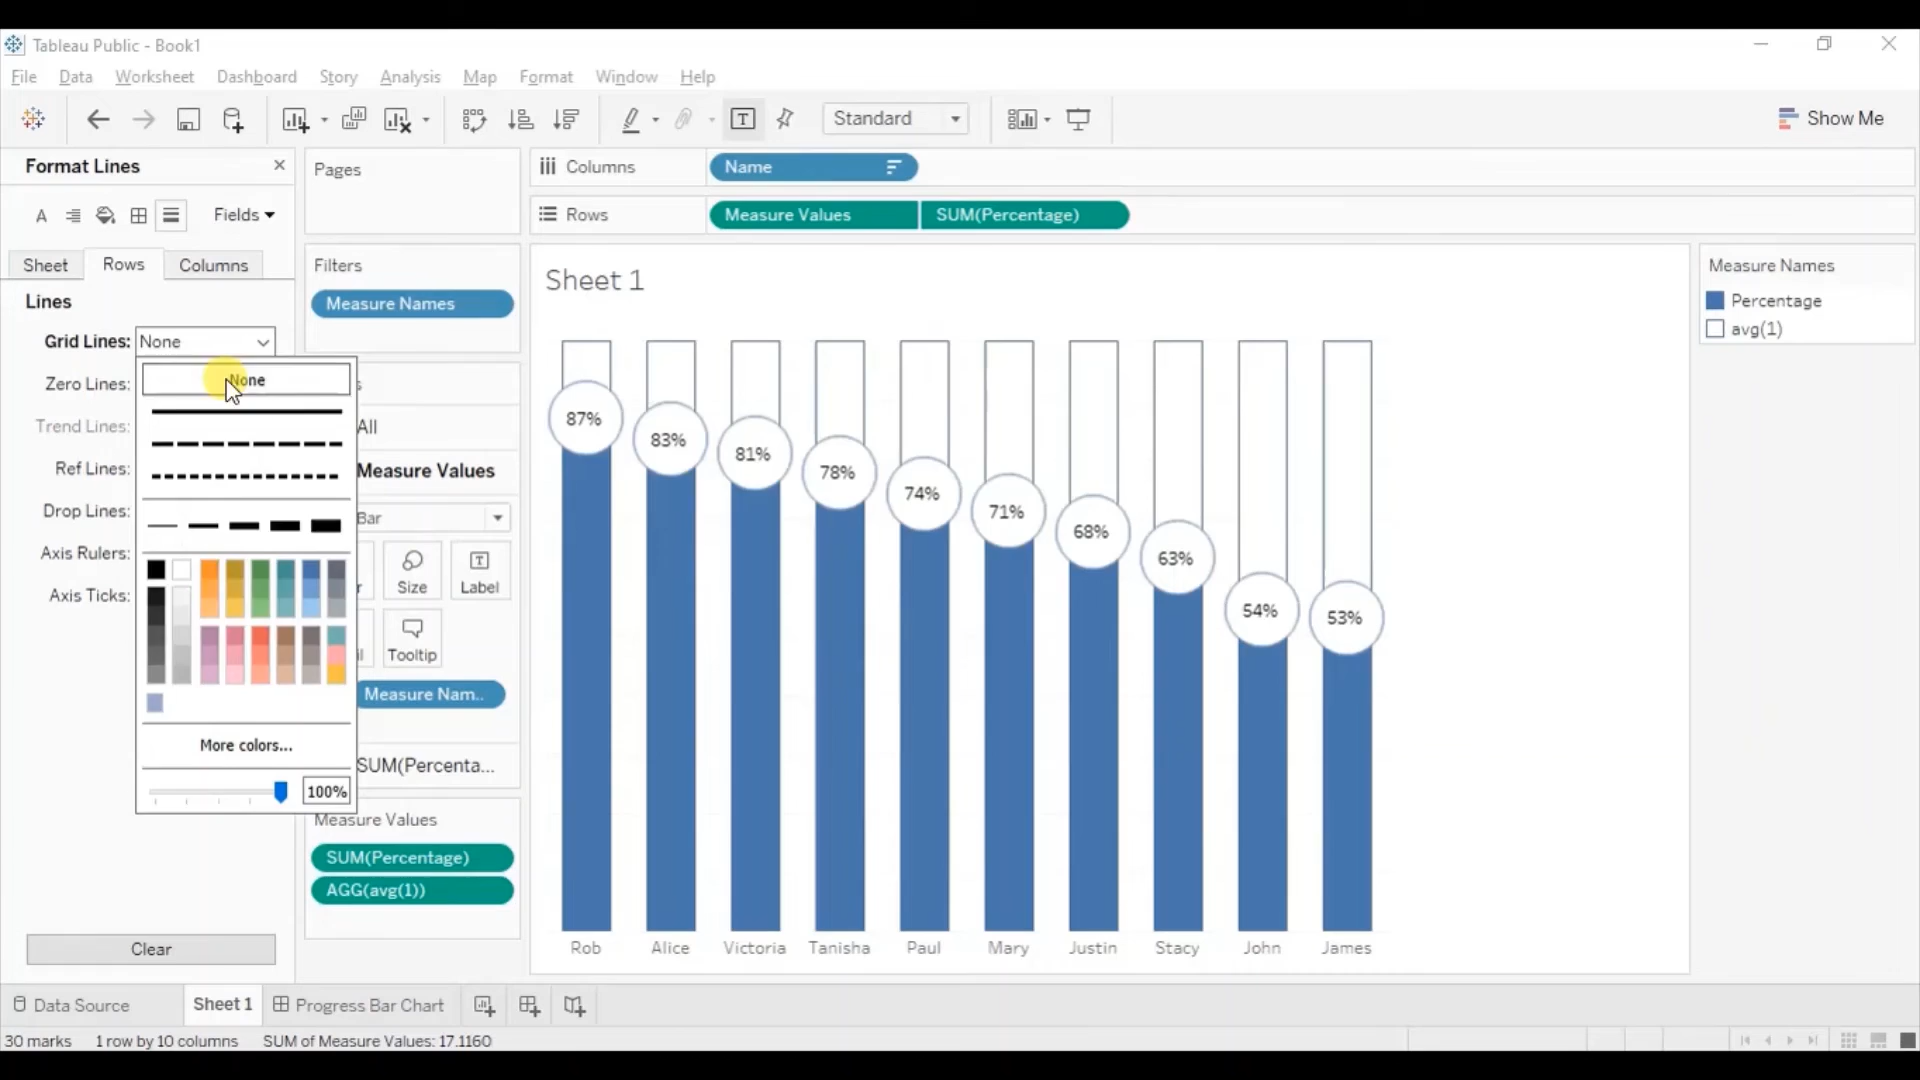 Tableau Public - Book1
File Data Worksheet Dashboard Story Analysis Map Format Window Help
Standard
Show Me
Format Lines
Fields
Sheet Rows Columns
Lines
Grid Lines: None
None
Zero Lines:
Trend Lines:
Ref Lines:
Drop Lines:
Axis Rulers:
Axis Ticks:
More colors...
100%
Clear
Pages
Filters
Measure Names
All
Measure Values
Bar
Size
Label
Tooltip
Measure Nam..
SUM(Percenta...
Measure Values
SUM(Percentage)
AGG(avg(1))
Columns Name
Rows Measure Values SUM(Percentage)
Sheet 1
87% 83% 81% 78% 74% 71% 68% 63% 54% 53%
Rob Alice Victoria Tanisha Paul Mary Justin Stacy John James
Measure Names
Percentage
avg(1)
Data Source Sheet 1 Progress Bar Chart
30 marks 1 row by 10 columns SUM of Measure Values: 17.1160